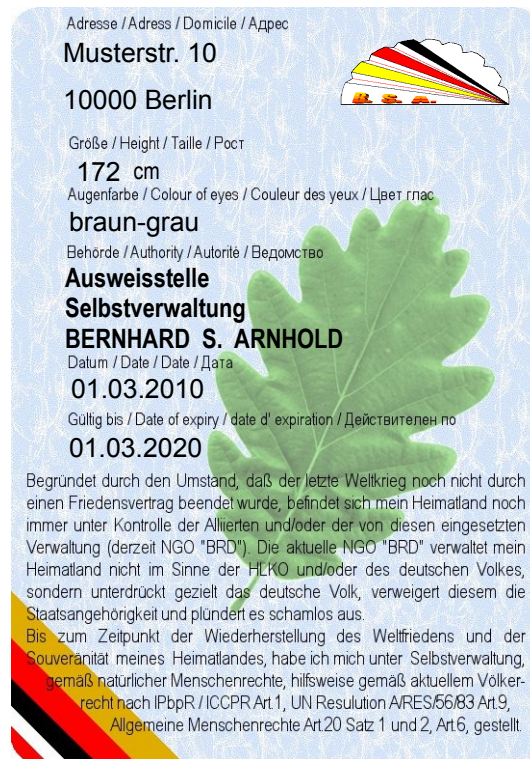 Adresse / Adress / Domicile / Адрес
Musterstr. 10
B. S. A.
10000 Berlin
Größe / Height / Taille / Рост
172 cm
Augenfarbe / Colour of eyes / Couleur des yeux / Цвет глас
braun-grau
Behörde / Authority / Autoritè / Ведомство
Ausweisstelle
Selbstverwaltung
BERNHARD S. ARNHOLD
Datum / Date / Date / Дата
01.03.2010
Gültig bis / Date of expiry / date d' expiration / Действителен по
01.03.2020
Begründet durch den Umstand, daß der letzte Weltkrieg noch nicht durch
einen Friedensvertrag beendet wurde, befindet sich mein Heimatland noch
immer unter Kontrolle der Alliierten und/oder der von diesen eingesetzten
Verwaltung (derzeit NGO "BRD"). Die aktuelle NGO "BRD" verwaltet mein
Heimatland nicht im Sinne der HLKO und/oder des deutschen Volkes,
sondern unterdrückt gezielt das deutsche Volk, verweigert diesem die
Staatsangehörigkeit und plündert es schamlos aus.
Bis zum Zeitpunkt der Wiederherstellung des Weltfriedens und der
Souveränität meines Heimatlandes, habe ich mich unter Selbstverwaltung,
gemäß natürlicher Menschenrechte, hilfsweise gemäß aktuellem Völker-
recht nach IPbpR / ICCPR Art.1, UN Resulution A/RES/56/83 Art.9,
Allgemeine Menschenrechte Art.20 Satz 1 und 2, Art.6, gestellt.